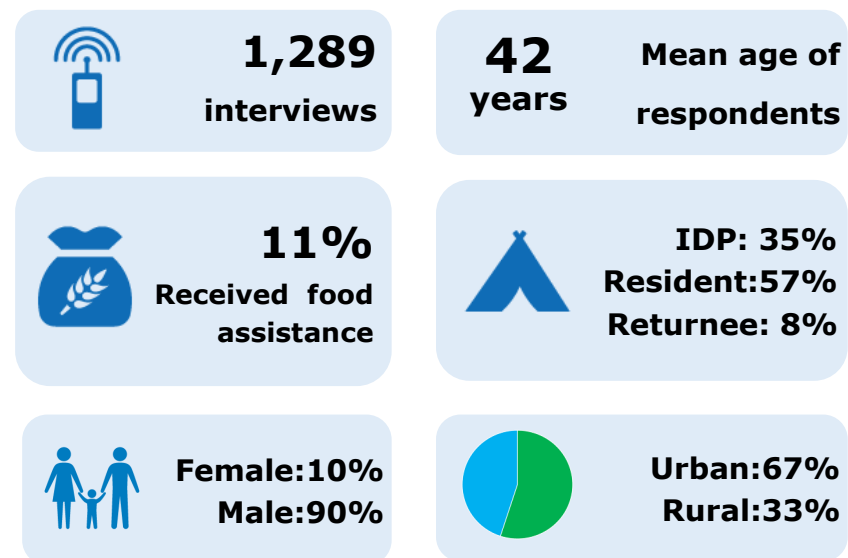 1,289
interviews
42
years
Mean age of
respondents
11%
Received food
assistance
IDP: 35%
Resident:57%
Returnee: 8%
Female:10%
Male:90%
Urban:67%
Rural:33%